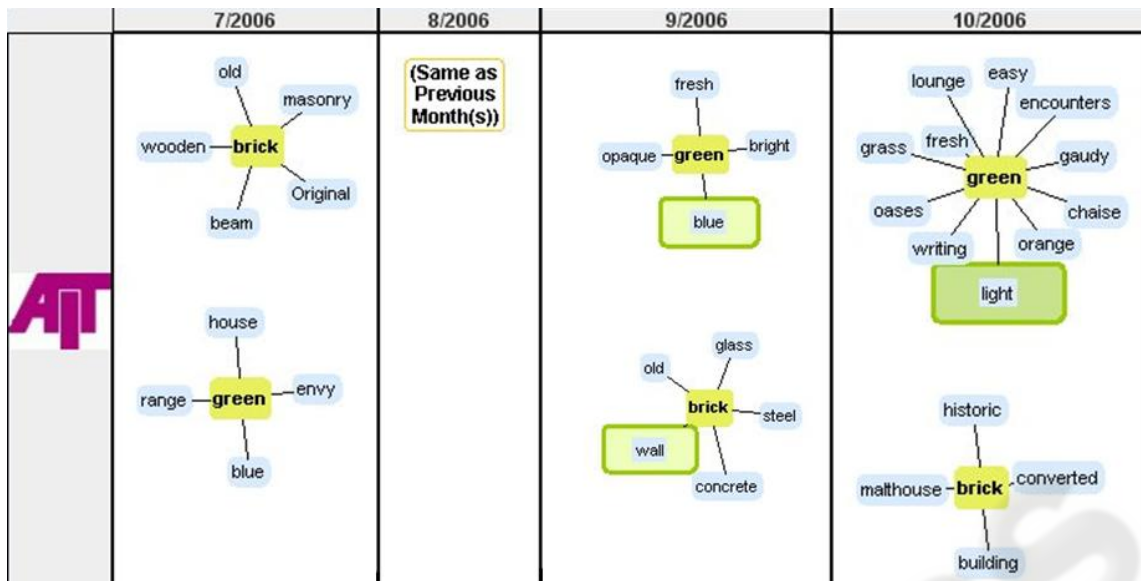 7/2006
8/2006
9/2006
10/2006
AIT
old
masonry
wooden
brick
Original
beam
house
range
green
envy
blue
(Same as
Previous
Month(s))
fresh
opaque
green
bright
blue
glass
old
brick
steel
wall
concrete
easy
lounge
encounters
fresh
grass
gaudy
green
oases
chaise
writing
orange
light
historic
malthouse
brick
converted
building